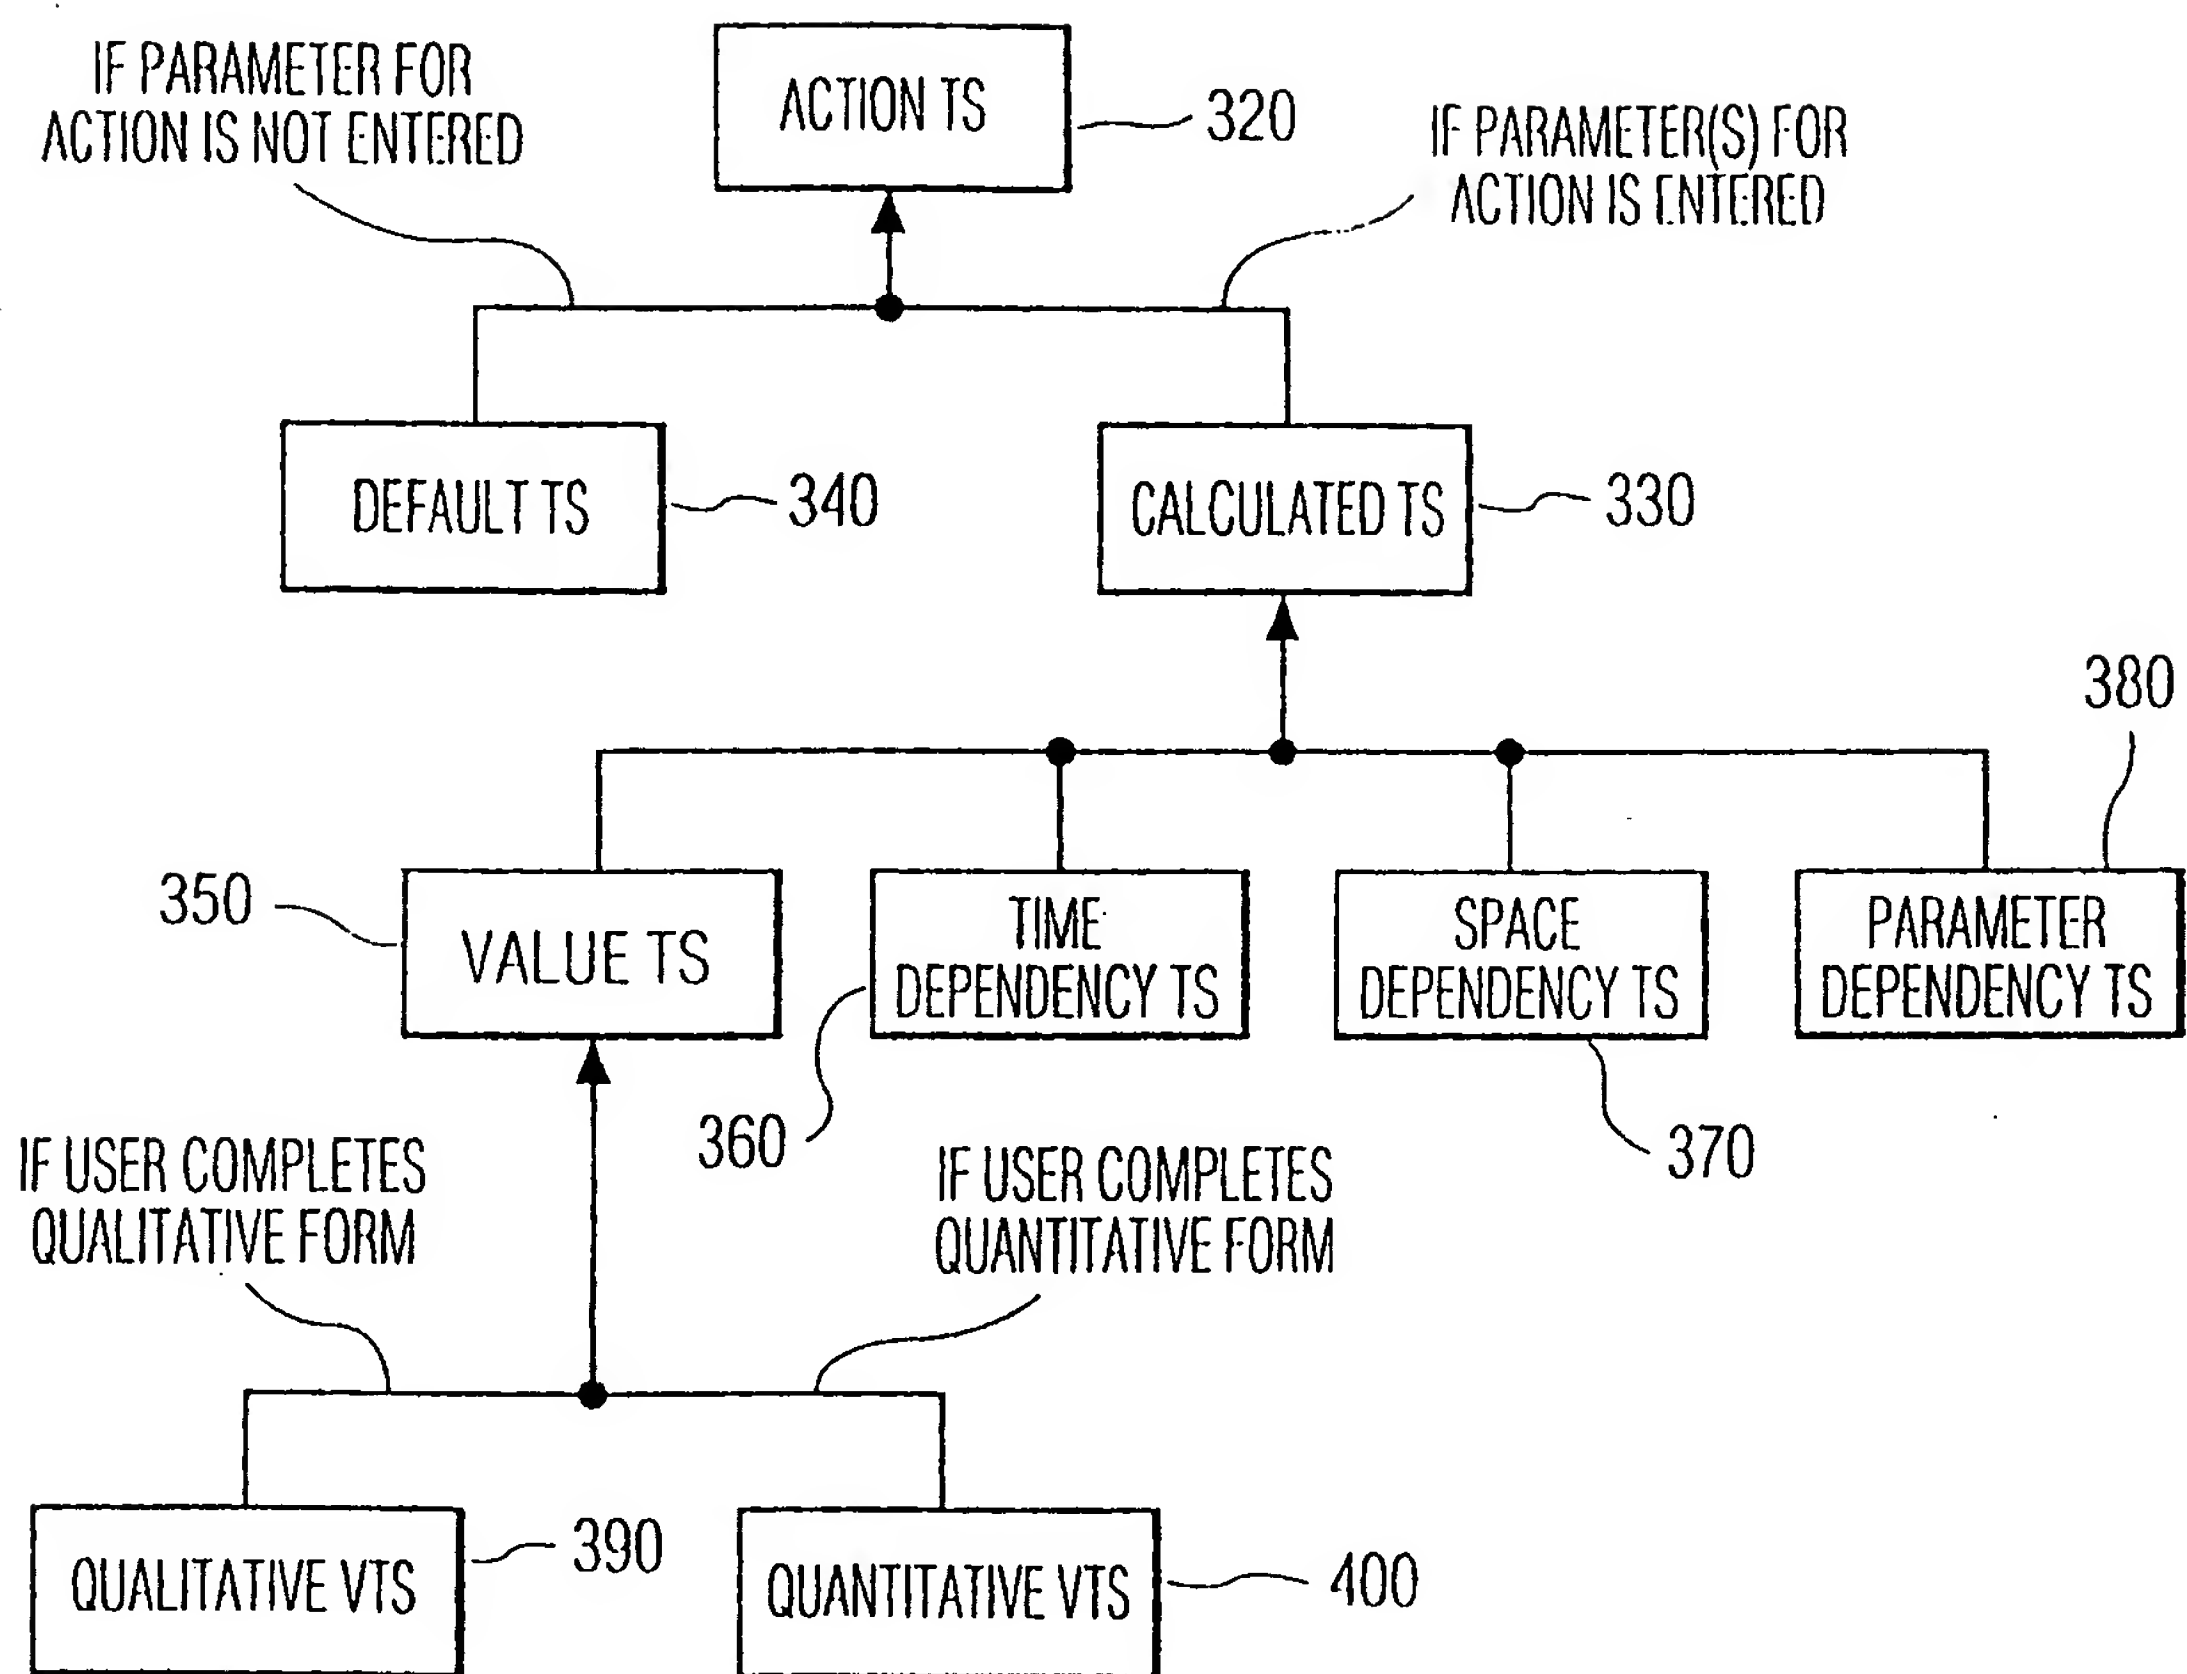 IF PARAMETER FOR
ACTION IS NOT ENTERED
ACTION TS
320
IF PARAMETER(S) FOR
ACTION IS ENTERED
DEFAULT TS
340
CALCULATED TS
330
380
350
VALUE TS
TIME
DEPENDENCY TS
SPACE
DEPENDENCY TS
PARAMETER
DEPENDENCY TS
360
370
IF USER COMPLETES
QUALITATIVE FORM
IF USER COMPLETES
QUANTITATIVE FORM
QUALITATIVE VTS
390
QUANTITATIVE VTS
400